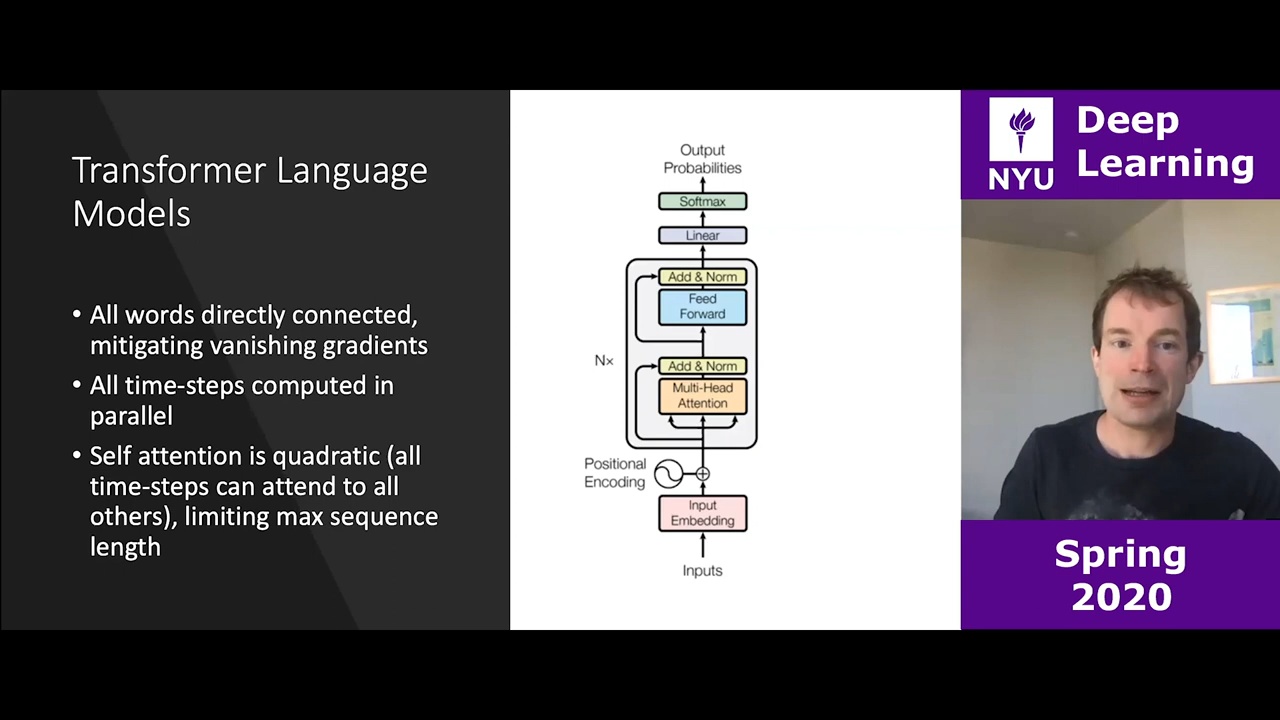 Transformer Language
Models
• All words directly connected,
mitigating vanishing gradients
• All time-steps computed in
parallel
• Self attention is quadratic (all
time-steps can attend to all
others), limiting max sequence
length
Output
Probabilities
Softmax
Linear
Add & Norm
Feed
Forward
Add & Norm
Multi-Head
Attention
N×
Positional
Encoding
Input
Embedding
Inputs
NYU
Deep
Learning
Spring
2020